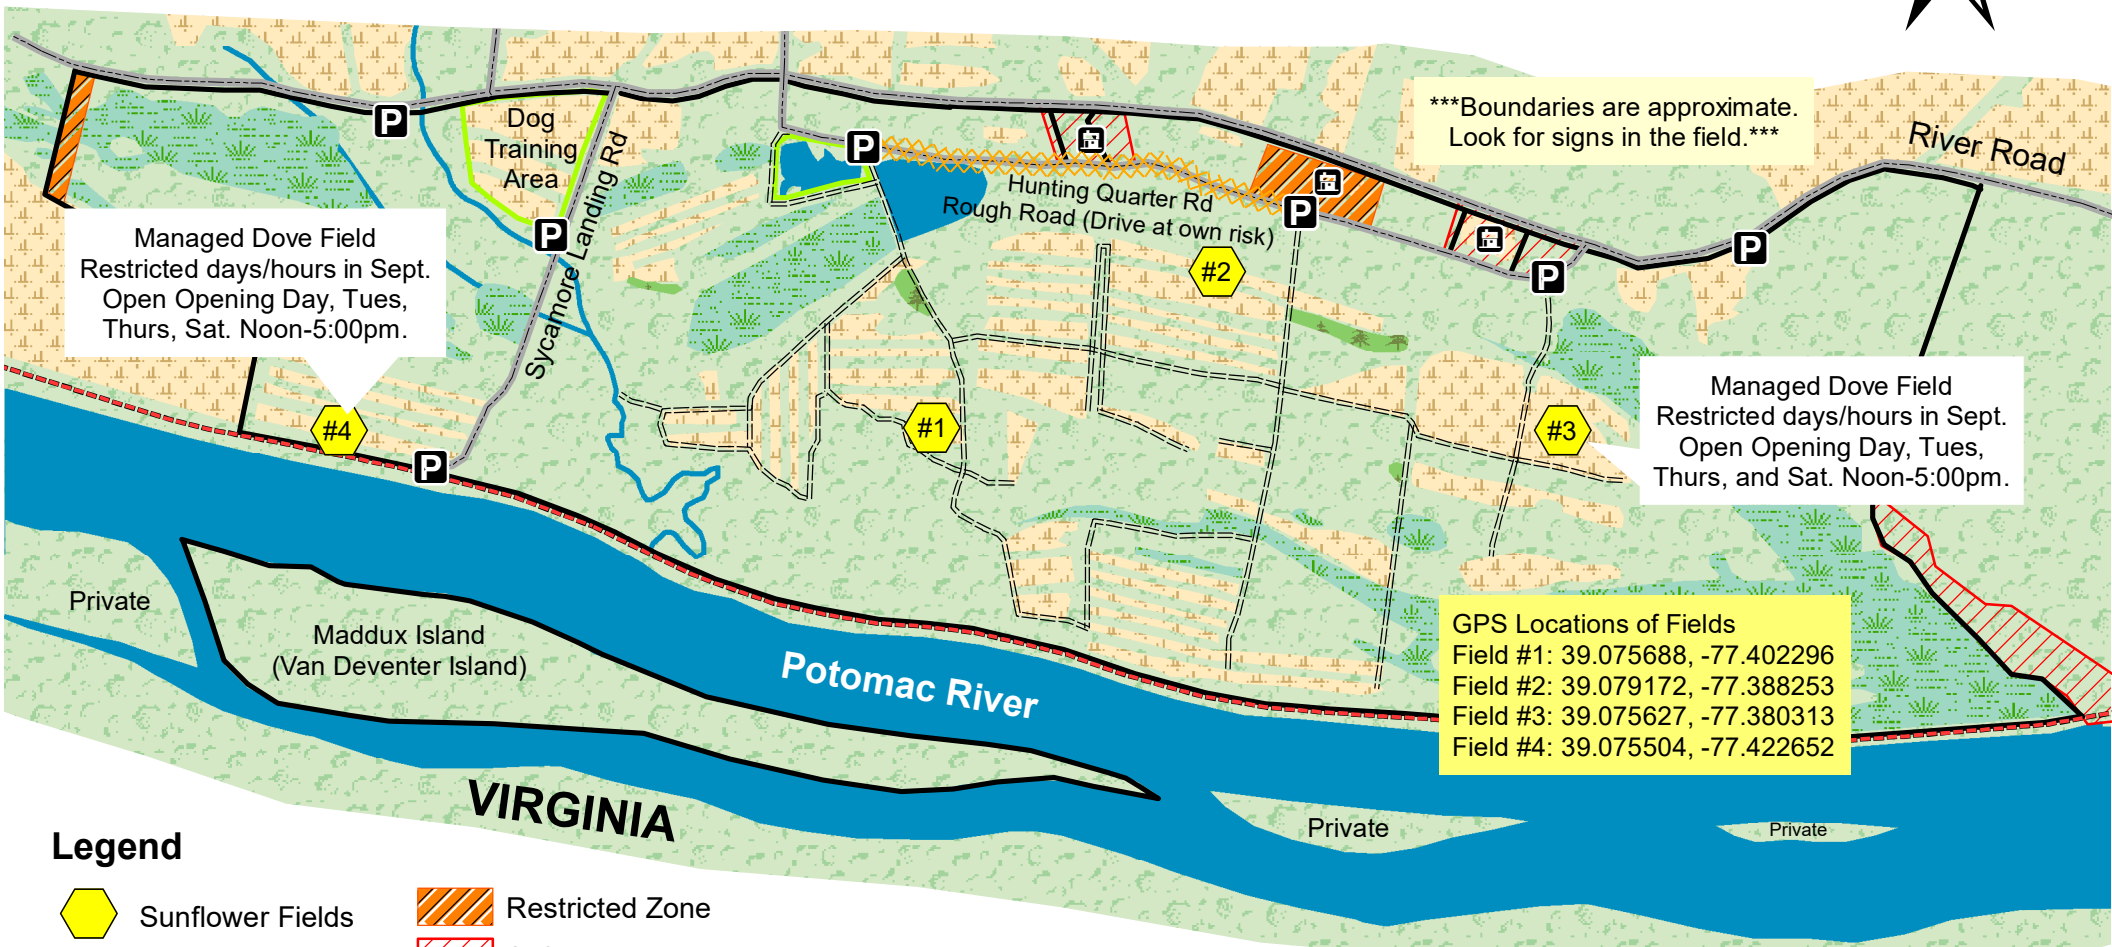 ***Boundaries are approximate.
Look for signs in the field.***
River Road
P
Dog
Training
Area
P
P
Sycamore Landing Rd
Hunting Quarter Rd
Rough Road (Drive at own risk)
P
P
P
P
#2
Managed Dove Field
Restricted days/hours in Sept.
Open Opening Day, Tues,
Thurs, Sat. Noon-5:00pm.
#4
#1
#3
Managed Dove Field
Restricted days/hours in Sept.
Open Opening Day, Tues,
Thurs, and Sat. Noon-5:00pm.
Private
Maddux Island
(Van Deventer Island)
Potomac River
GPS Locations of Fields
Field #1: 39.075688, -77.402296
Field #2: 39.079172, -77.388253
Field #3: 39.075627, -77.380313
Field #4: 39.075504, -77.422652
VIRGINIA
Private
Private
Legend
Sunflower Fields
Restricted Zone